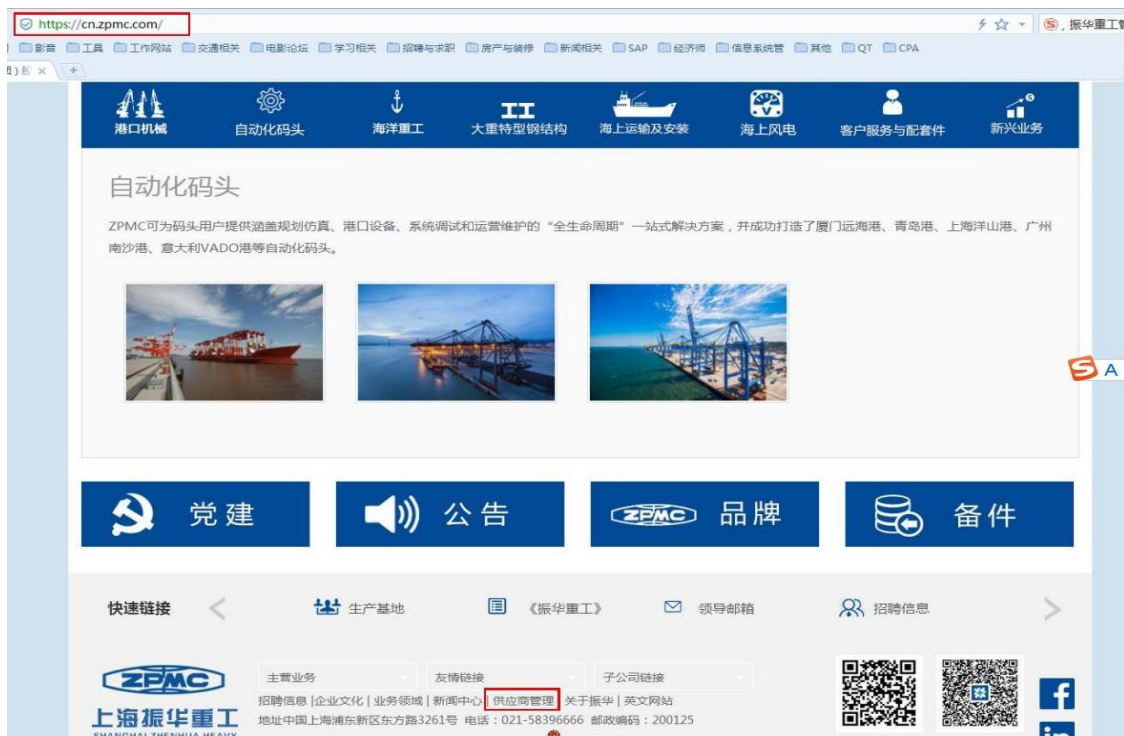 https://cn.zpmc.com/
振华重工
影音 工具 工作网站 交通相关 电影论坛 学习相关 招聘与求职 房产与装修 新闻相关 SAP 经济师 信息系统管 其他 QT CPA
港口机械 自动化码头 海洋重工 大重特型钢结构 海上运输及安装 海上风电 客户服务与配套件 新兴业务
自动化码头
ZPMC可为码头用户提供涵盖规划仿真、港口设备、系统调试和运营维护的“全生命周期”一站式解决方案，并成功打造了厦门远海港、青岛港、上海洋山港、广州
南沙港、意大利VADO港等自动化码头。
A
党建 公告 ZPMC 品牌 备件
快速链接 生产基地 《振华重工》 领导邮箱 招聘信息
ZPMC
上海振华重工
SHANGHAI ZHENHUA HEAVY
主营业务 友情链接 子公司链接
招聘信息 | 企业文化 | 业务领域 | 新闻中心 | 供应商管理 | 关于振华 | 英文网站
地址中国上海浦东新区东方路3261号 电话：021-58396666 邮政编码：200125
f
in